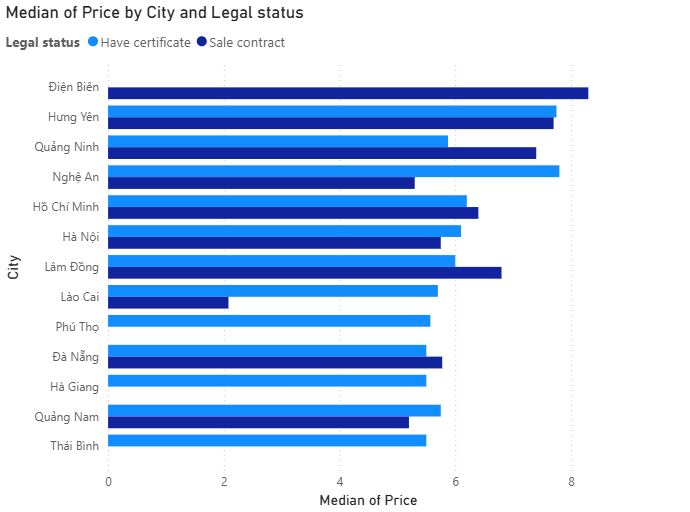 Median of Price by City and Legal status
Legal status Have certificate Sale contract
Điện Biên
Hưng Yên
Quảng Ninh
Nghệ An
Hồ Chí Minh
Hà Nội
Lâm Đồng
Lào Cai
Phú Thọ
Đà Nẵng
Hà Giang
Quảng Nam
Thái Bình
City
0 2 4 6 8
Median of Price